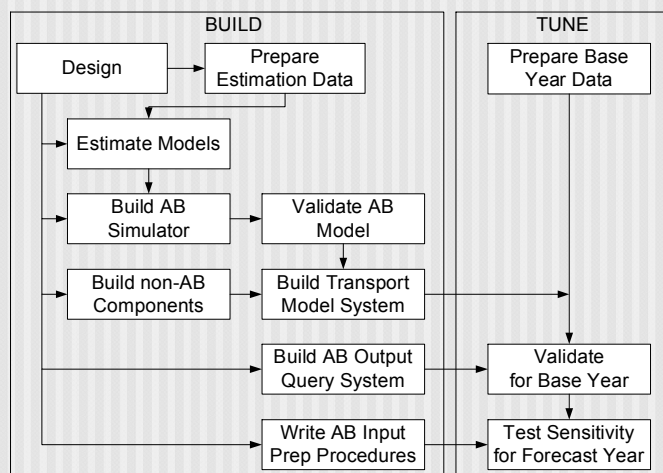 BUILD
TUNE
Design
Prepare
Estimation Data
Prepare Base
Year Data
Estimate Models
Build AB
Simulator
Validate AB
Model
Build non-AB
Components
Build Transport
Model System
Build AB Output
Query System
Validate
for Base Year
Write AB Input
Prep Procedures
Test Sensitivity
for Forecast Year